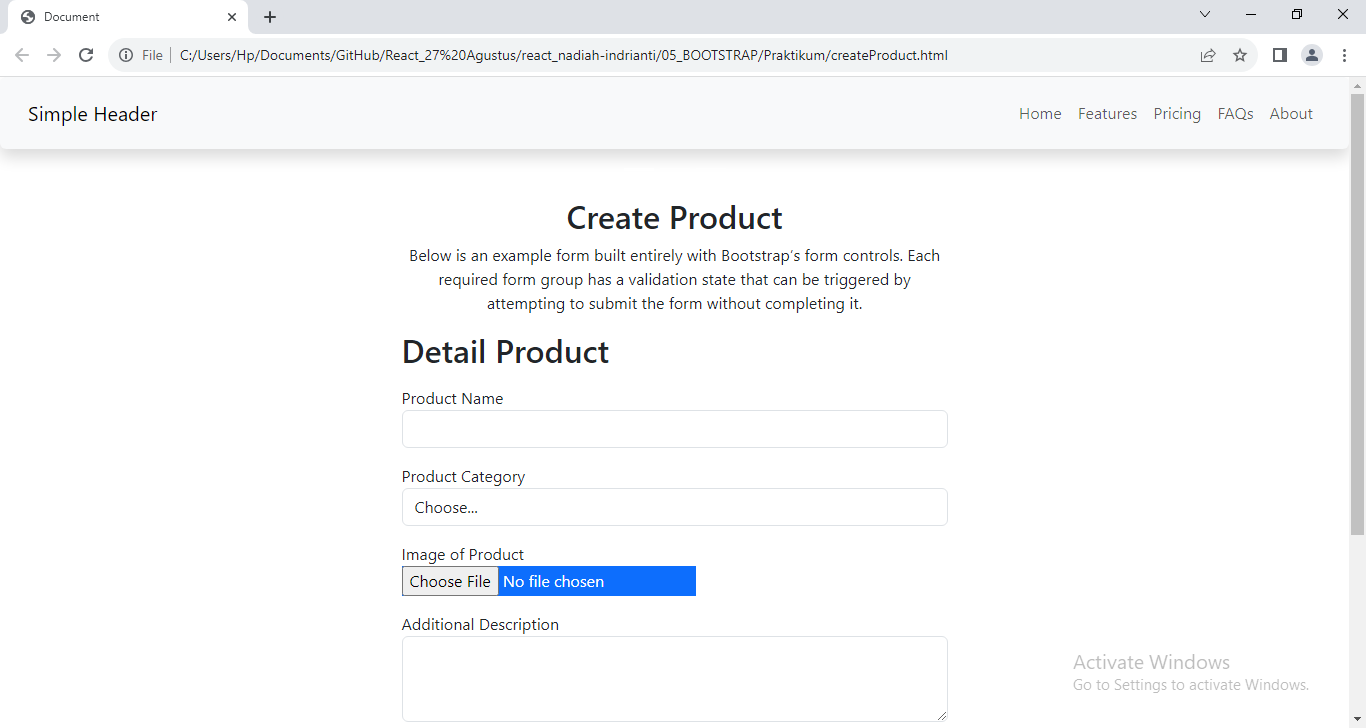 Document
File
C:/Users/Hp/Documents/GitHub/React_27%20Agustus/react_nadiah-indrianti/05_BOOTSTRAP/Praktikum/createProduct.html
Simple Header
Home Features Pricing FAQs About
Create Product
Below is an example form built entirely with Bootstrap's form controls. Each
required form group has a validation state that can be triggered by
attempting to submit the form without completing it.
Detail Product
Product Name
Product Category
Choose...
Image of Product
Choose File No file chosen
Additional Description
Activate Windows
Go to Settings to activate Windows.